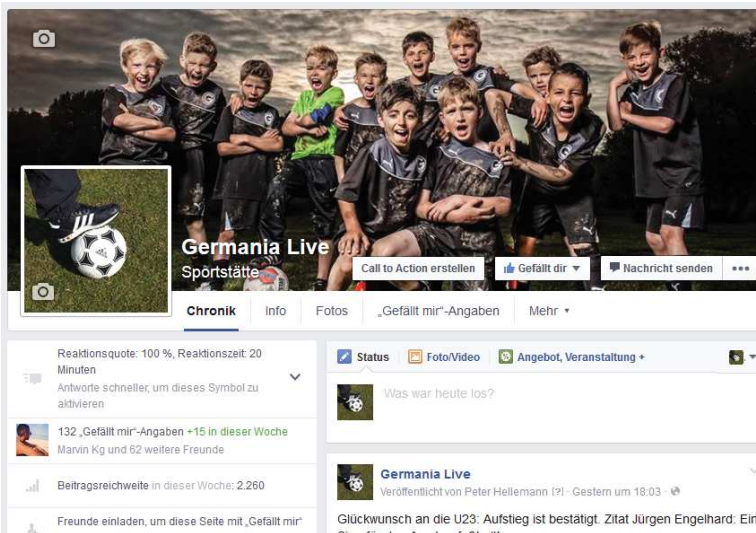 Germania Live
Sportstätte
Call to Action erstellen
Gefällt dir
Nachricht senden
Chronik
Info
Fotos
„Gefällt mir“-Angaben
Mehr
Reaktionsquote: 100 %, Reaktionszeit: 20
Minuten
Antworte schneller, um dieses Symbol zu
aktivieren
132 „Gefällt mir“-Angaben +15 in dieser Woche
Marvin Kg und 62 weitere Freunde
Beitragsreichweite in dieser Woche: 2.260
Freunde einladen, um diese Seite mit „Gefällt mir“
Status
Foto/Video
Angebot, Veranstaltung +
Was war heute los?
Germania Live
Veröffentlicht von Peter Hellemann [?] · Gestern um 18:03 ·
Glückwunsch an die U23: Aufstieg ist bestätigt. Zitat Jürgen Engelhard: Ein